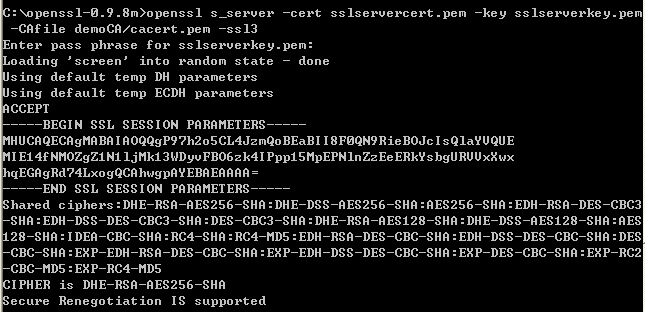 C:\openssl-0.9.8m>openssl s_server -cert sslservercert.pem -key sslserverkey.pem
 -CAfile demoCA/cacert.pem -ssl3
Enter pass phrase for sslserverkey.pem:
Loading 'screen' into random state - done
Using default temp DH parameters
Using default temp ECDH parameters
ACCEPT
-----BEGIN SSL SESSION PARAMETERS-----
-----END SSL SESSION PARAMETERS-----
Shared ciphers:DHE-RSA-AES256-SHA:DHE-DSS-AES256-SHA:AES256-SHA:EDH-RSA-DES-CBC3
-SHA:EDH-DSS-DES-CBC3-SHA:DES-CBC3-SHA:DHE-RSA-AES128-SHA:DHE-DSS-AES128-SHA:AES
128-SHA:IDEA-CBC-SHA:RC4-SHA:RC4-MD5:EDH-RSA-DES-CBC-SHA:EDH-DSS-DES-CBC-SHA:DES
-CBC-SHA:EXP-EDH-RSA-DES-CBC-SHA:EXP-EDH-DSS-DES-CBC-SHA:EXP-DES-CBC-SHA:EXP-RC2
-CBC-MD5:EXP-RC4-MD5
CIPHER is DHE-RSA-AES256-SHA
Secure Renegotiation IS supported